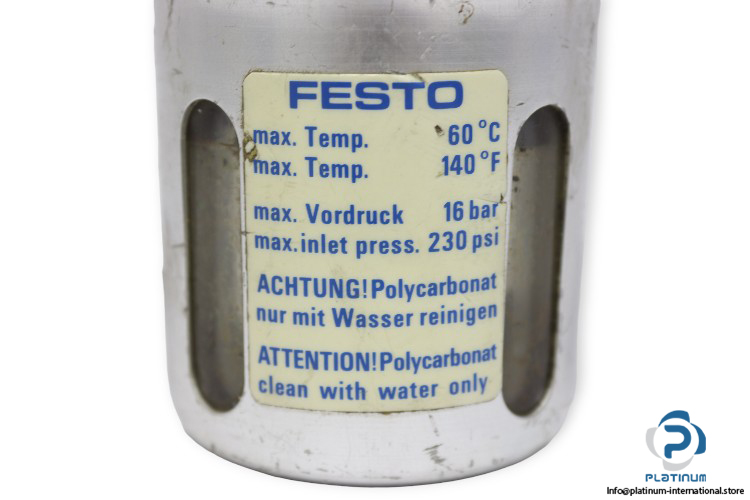 FESTO
max. Temp. 60 °C
max. Temp. 140 °F
max. Vordruck 16 bar
max. inlet press. 230 psi
ACHTUNG! Polycarbonat
nur mit Wasser reinigen
ATTENTION! Polycarbonat
clean with water only
PLATINUM
Info@platinum-international.store